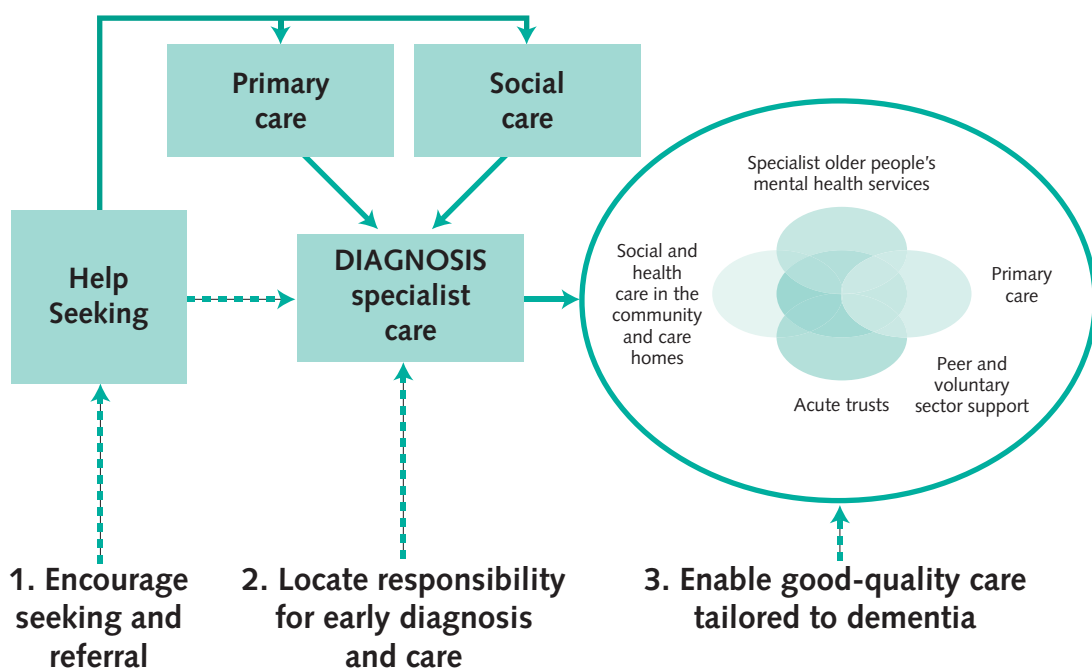 Primary
care
Social
care
Help
Seeking
DIAGNOSIS
specialist
care
Specialist older people’s
mental health services
Social and
health
care in the
community
and care
homes
Primary
care
Peer and
voluntary
sector support
Acute trusts
1. Encourage
seeking and
referral
2. Locate responsibility
for early diagnosis
and care
3. Enable good-quality care
tailored to dementia